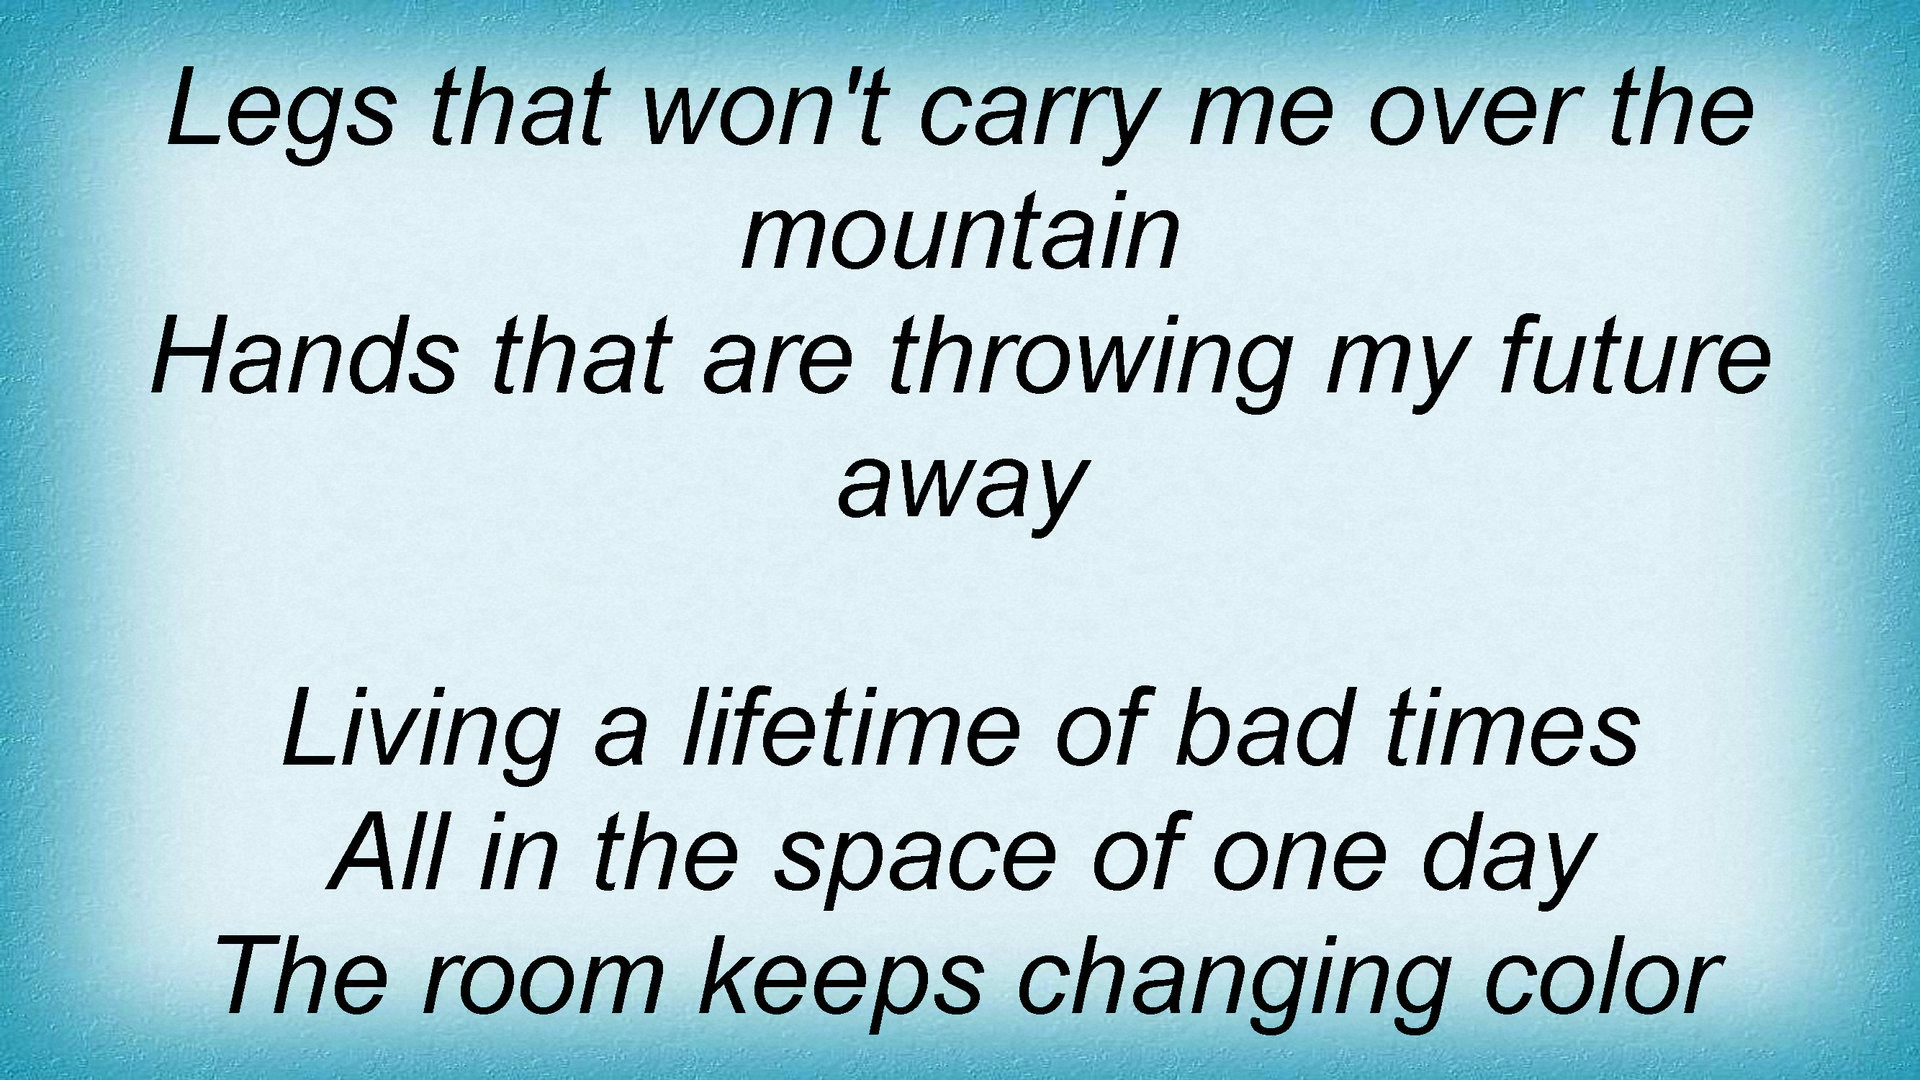 Legs that won't carry me over the
mountain
Hands that are throwing my future
away
Living a lifetime of bad times
All in the space of one day
The room keeps changing color